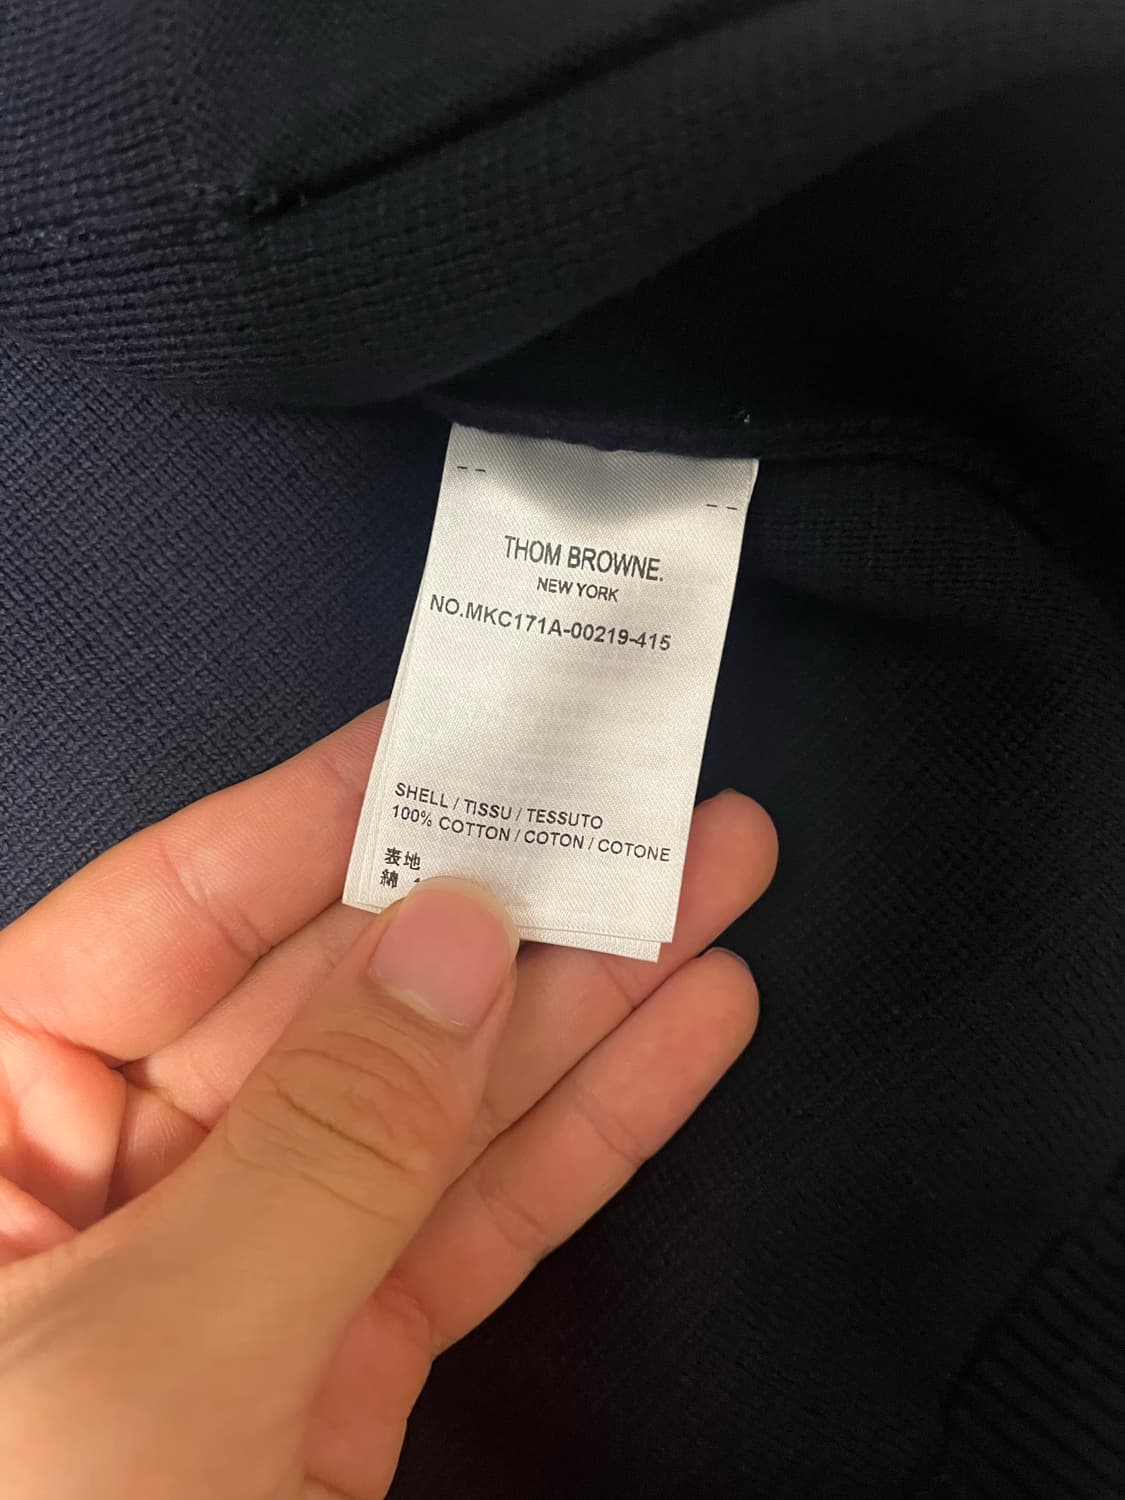 THOM BROWNE.
NEW YORK
NO.MKC171A-00219-415
SHELL / TISSU / TESSUTO
100% COTTON / COTON / COTONE
表地
綿